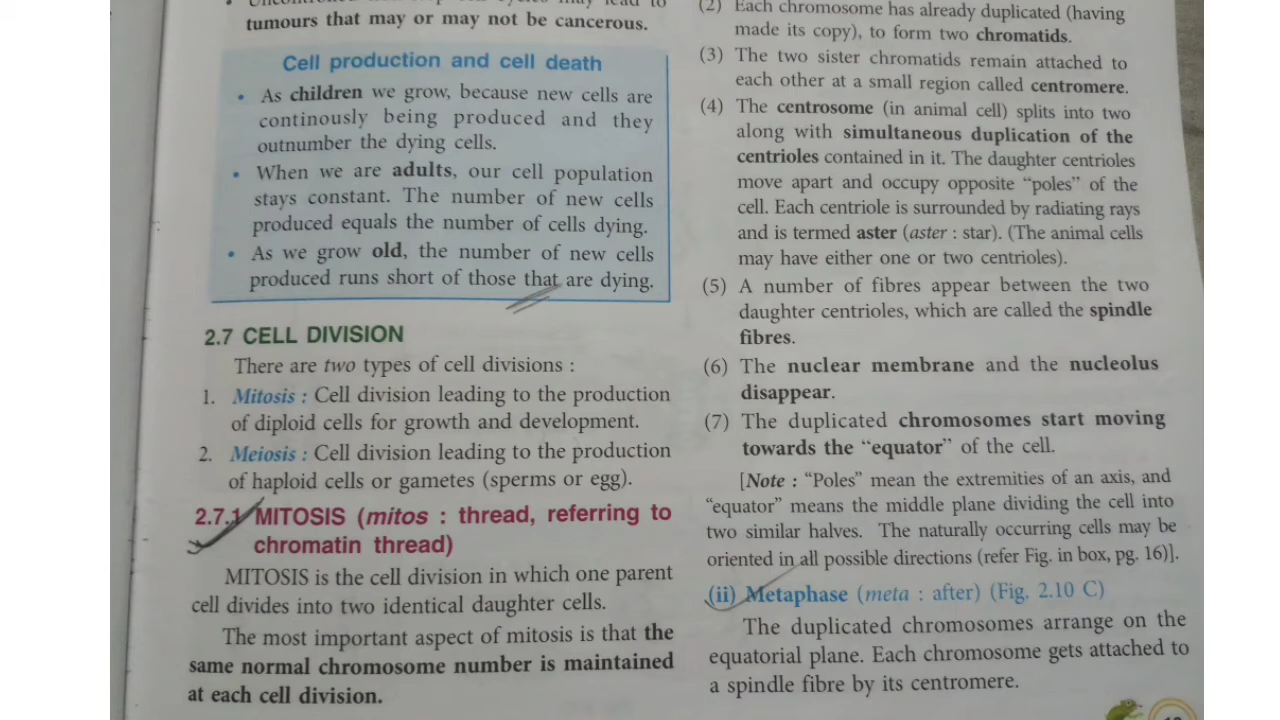 tumours that may or may not be cancerous.
Cell production and cell death
• As children we grow, because new cells are
continously being produced and they
outnumber the dying cells.
• When we are adults, our cell population
stays constant. The number of new cells
produced equals the number of cells dying.
• As we grow old, the number of new cells
produced runs short of those that are dying.
2.7 CELL DIVISION
There are two types of cell divisions :
1. Mitosis : Cell division leading to the production
of diploid cells for growth and development.
2. Meiosis : Cell division leading to the production
of haploid cells or gametes (sperms or egg).
2.7.1 MITOSIS (mitos : thread, referring to
chromatin thread)
MITOSIS is the cell division in which one parent
cell divides into two identical daughter cells.
The most important aspect of mitosis is that the
same normal chromosome number is maintained
at each cell division.
(2) Each chromosome has already duplicated (having
made its copy), to form two chromatids.
(3) The two sister chromatids remain attached to
each other at a small region called centromere.
(4) The centrosome (in animal cell) splits into two
along with simultaneous duplication of the
centrioles contained in it. The daughter centrioles
move apart and occupy opposite “poles” of the
cell. Each centriole is surrounded by radiating rays
and is termed aster (aster : star). (The animal cells
may have either one or two centrioles).
(5) A number of fibres appear between the two
daughter centrioles, which are called the spindle
fibres.
(6) The nuclear membrane and the nucleolus
disappear.
(7) The duplicated chromosomes start moving
towards the “equator” of the cell.
[Note : “Poles” mean the extremities of an axis, and
“equator” means the middle plane dividing the cell into
two similar halves. The naturally occurring cells may be
oriented in all possible directions (refer Fig. in box, pg. 16)].
(ii) Metaphase (meta : after) (Fig. 2.10 C)
The duplicated chromosomes arrange on the
equatorial plane. Each chromosome gets attached to
a spindle fibre by its centromere.